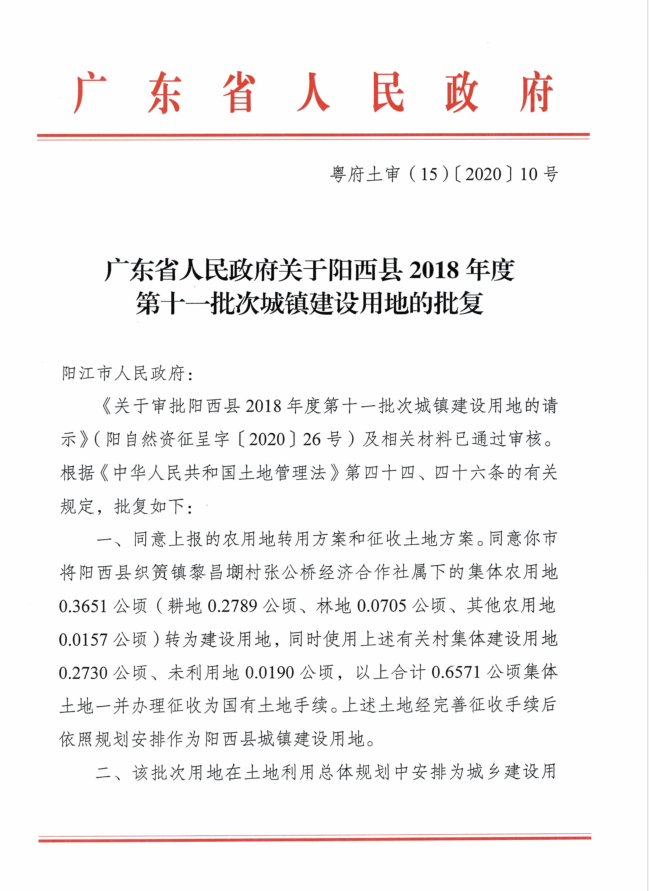 广东省人民政府
粤府土审（15）〔2020〕10号
广东省人民政府关于阳西县2018年度
第十一批次城镇建设用地的批复
阳江市人民政府：
《关于审批阳西县2018年度第十一批次城镇建设用地的请
示》（阳自然资征呈字〔2020〕26号）及相关材料已通过审核。
根据《中华人民共和国土地管理法》第四十四、四十六条的有关
规定，批复如下：
一、同意上报的农用地转用方案和征收土地方案。同意你市
将阳西县织篢镇黎昌塱村张公桥经济合作社属下的集体农用地
0.3651公顷（耕地0.2789公顷、林地0.0705公顷、其他农用地
0.0157公顷）转为建设用地，同时使用上述有关村集体建设用地
0.2730公顷、未利用地0.0190公顷，以上合计0.6571公顷集体
土地一并办理征收为国有土地手续。上述土地经完善征收手续后
依照规划安排作为阳西县城镇建设用地。
二、该批次用地在土地利用总体规划中安排为城乡建设用